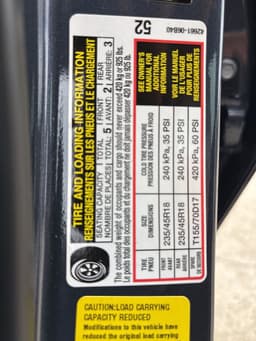 42661-06B40
52
TIRE AND LOADING INFORMATION
RENSEIGNEMENTS SUR LES PNEUS ET LE CHARGEMENT
SEATING CAPACITY TOTAL FRONT REAR
NOMBRE DE PLACES: TOTAL: 5 AVANT: 2 ARRIÈRE: 3
The combined weight of occupants and cargo should never exceed 420 kg or 925 lbs.
Le poids total des occupants et du chargement ne doit jamais dépasser 420 kg ou 925 lb.
TIRE SIZE COLD TIRE PRESSURE
PNEU DIMENSIONS PRESSION DES PNEUS À FROID
FRONT
AVANT
235/45R18 240 kPa, 35 PSI
REAR
ARRIÈRE
235/45R18 240 kPa, 35 PSI
SPARE
DE SECOURS
T155/70D17 420 kPa, 60 PSI
SEE OWNER'S
MANUAL FOR
ADDITIONAL
INFORMATION
VOIR LE MANUEL
DE L'USAGER
POUR PLUS DE
RENSEIGNEMENTS
CAUTION:LOAD CARRYING
CAPACITY REDUCED
Modifications to this vehicle have
reduced the original load carrying